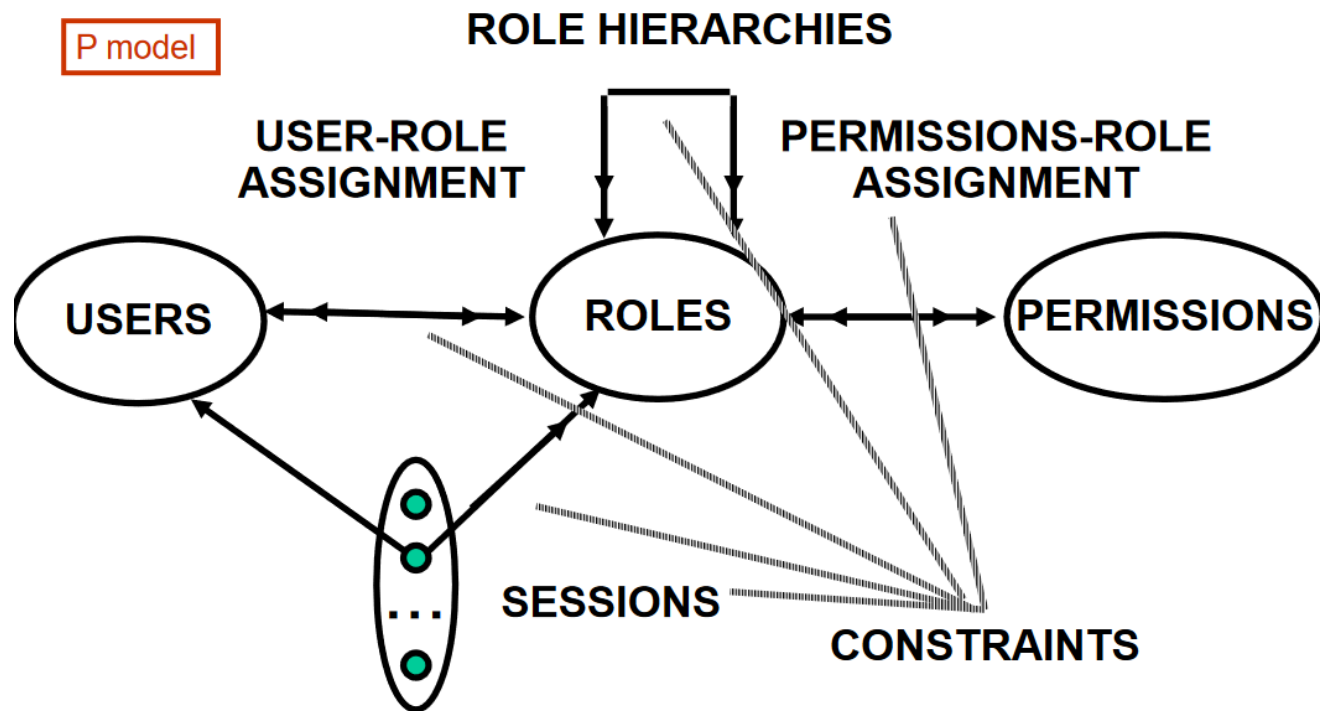 P model
ROLE HIERARCHIES
USER-ROLE
ASSIGNMENT
PERMISSIONS-ROLE
ASSIGNMENT
USERS
ROLES
PERMISSIONS
...
SESSIONS
CONSTRAINTS